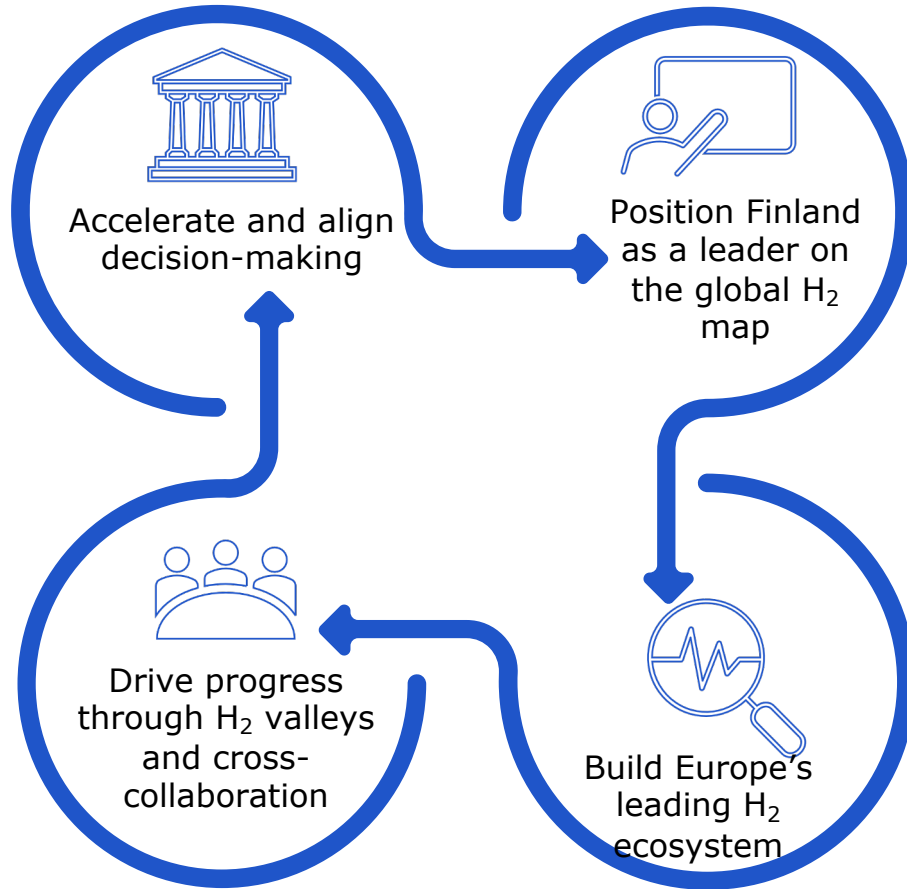 Accelerate and align
decision-making
Position Finland
as a leader on
the global H₂
map
Drive progress
through H₂ valleys
and cross-
collaboration
Build Europe’s
leading H₂
ecosystem